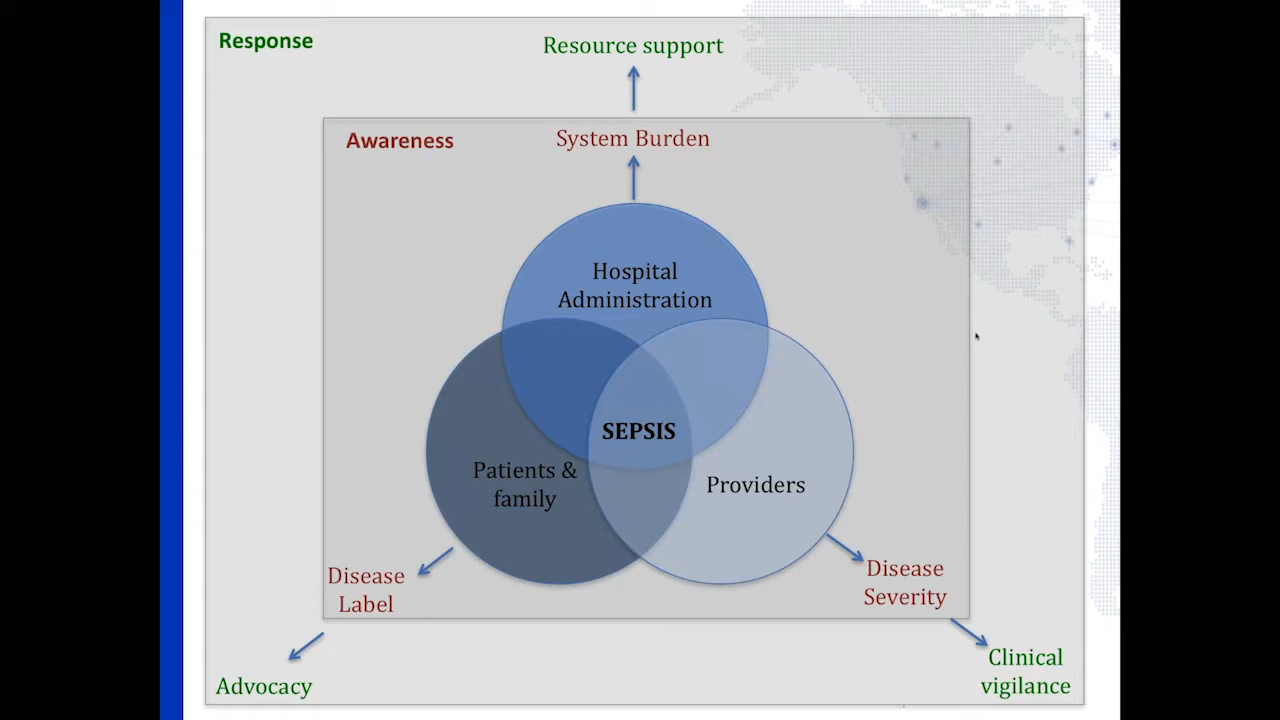 Response
Resource support
Awareness
System Burden
Hospital
Administration
SEPSIS
Patients &
family
Providers
Disease
Label
Disease
Severity
Advocacy
Clinical
vigilance